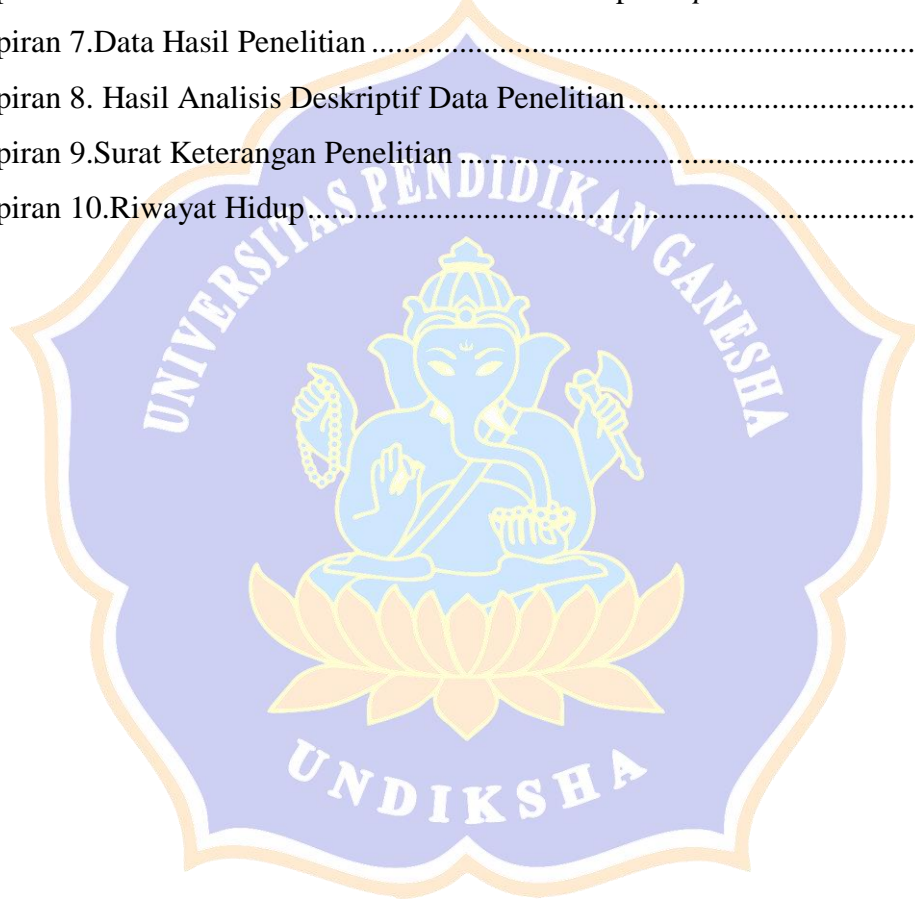 piran 7.Data Hasil Penelitian ..........................................................................
piran 8. Hasil Analisis Deskriptif Data Penelitian.......................................
piran 9.Surat Keterangan Penelitian ..............................................................
piran 10.Riwayat Hidup..................................................................................
UNIVERSITAS PENDIDIKAN GANESHA
UNDIKSHA